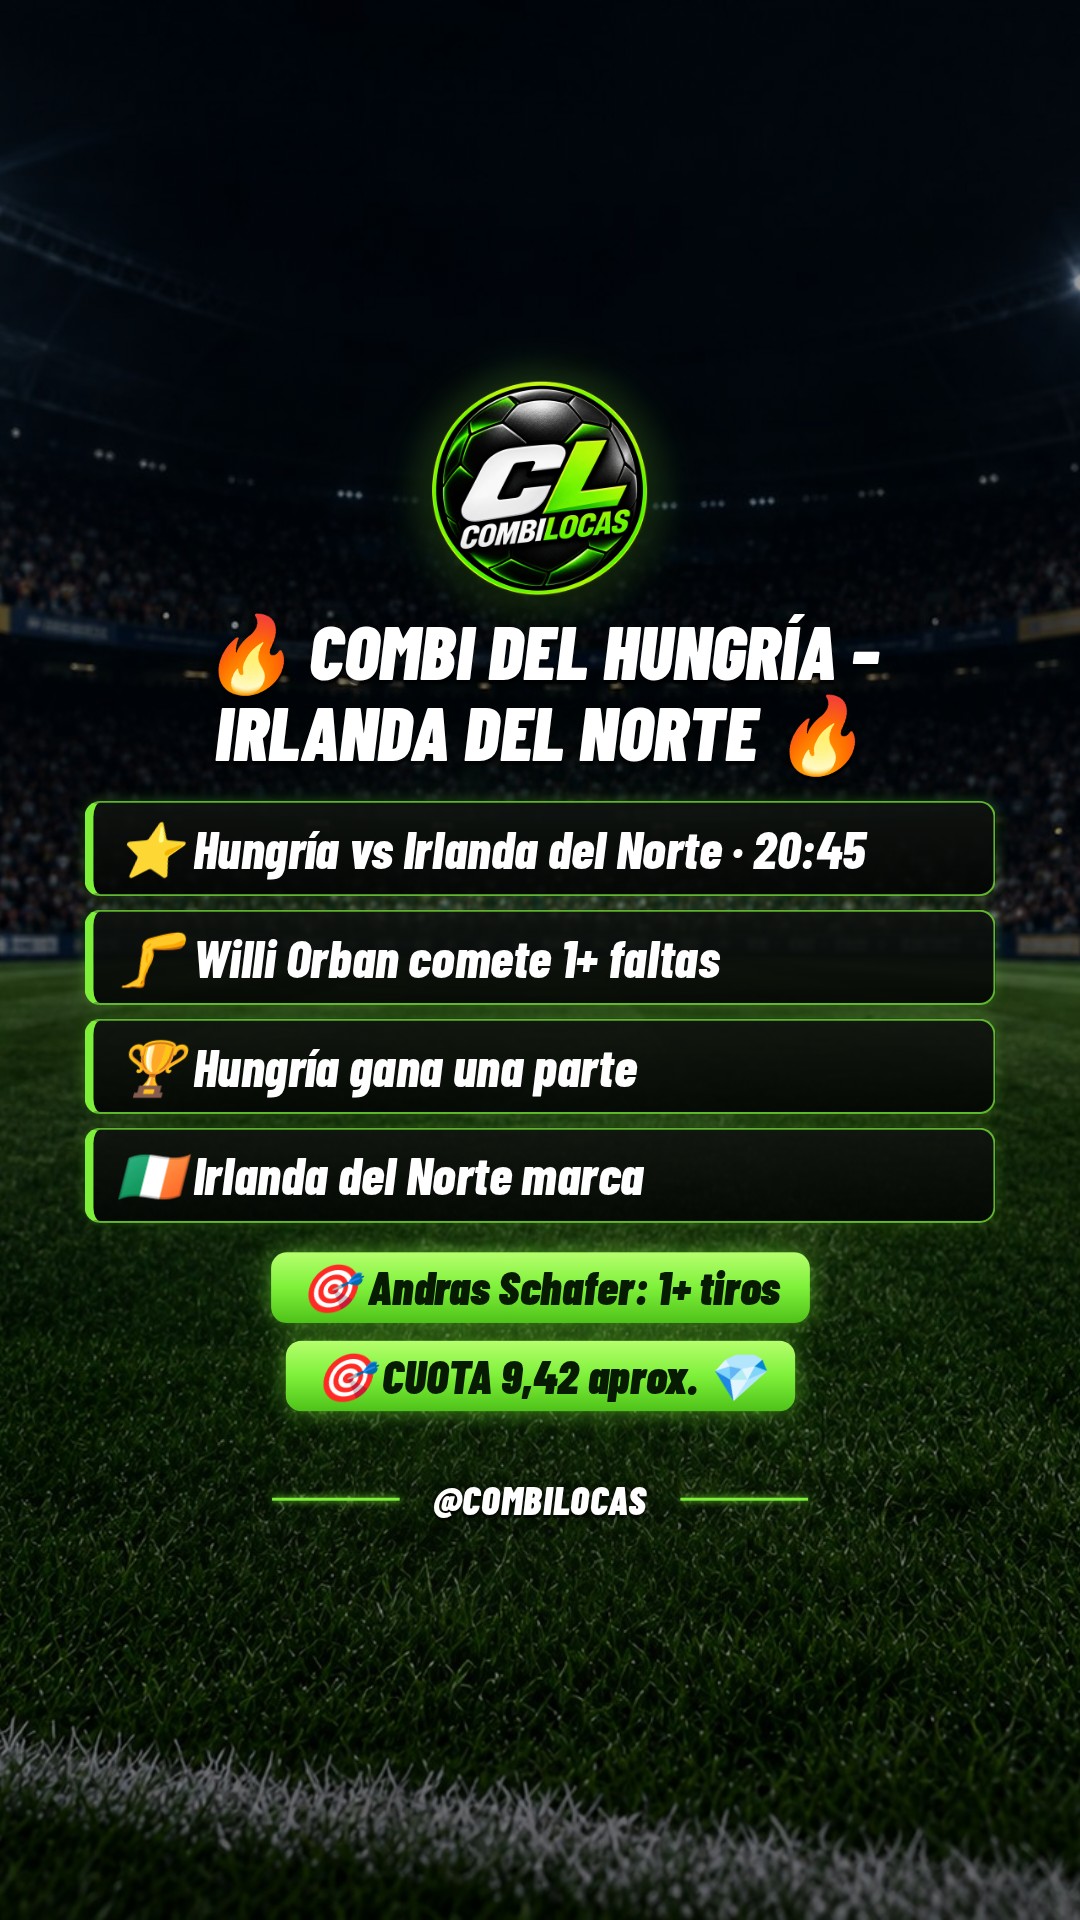 CL
COMBILOCAS
🔥 COMBI DEL HUNGRÍA -
IRLANDA DEL NORTE 🔥
⭐ Hungría vs Irlanda del Norte · 20:45
🦵 Willi Orban comete 1+ faltas
🏆 Hungría gana una parte
🇮🇪 Irlanda del Norte marca
🎯 Andras Schafer: 1+ tiros
🎯 CUOTA 9,42 aprox. 💎
@COMBILOCAS